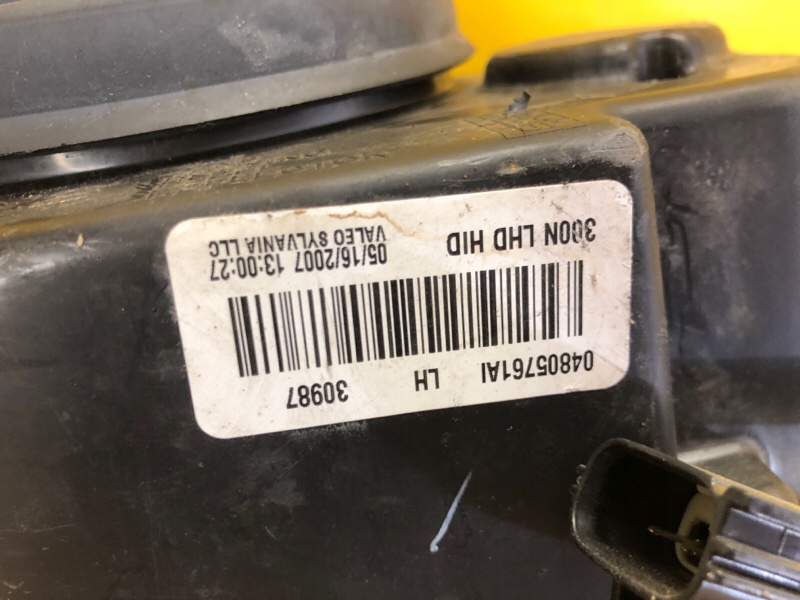 04805761AI LH 30987
300N LHD HID
VALEO SYLVANIA LLC
05/16/2007 13:00:27